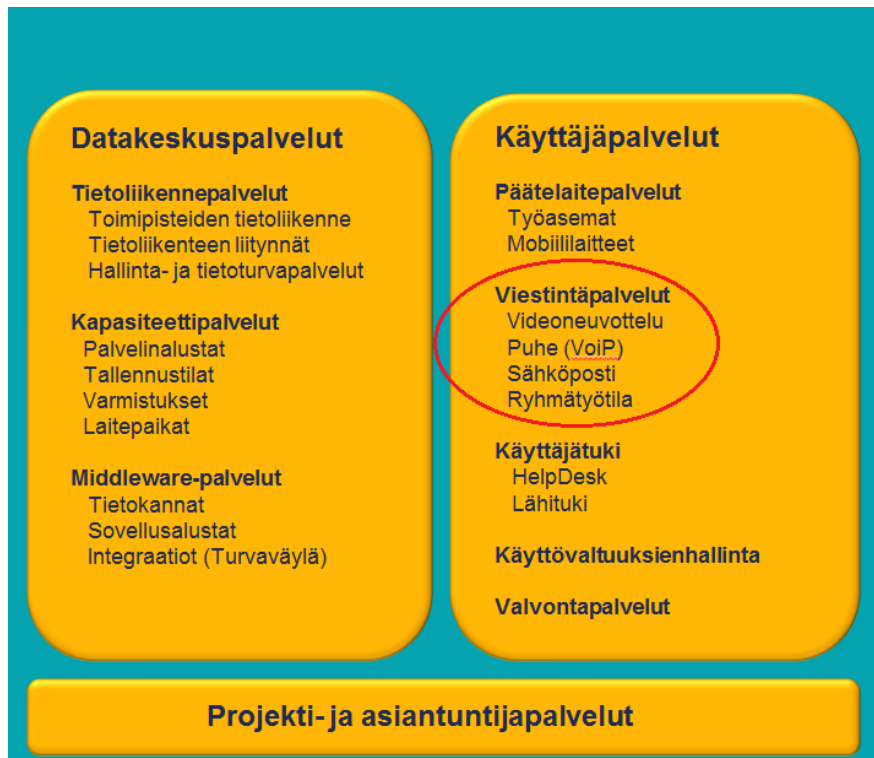 Datakeskuspalvelut
Tietoliikennepalvelut
Toimipisteiden tietoliikenne
Tietoliikenteen liitynnät
Hallinta- ja tietoturvapalvelut
Kapasiteettipalvelut
Palvelinalustat
Tallennustilat
Varmistukset
Laitepaikat
Middleware-palvelut
Tietokannat
Sovellusalustat
Integraatiot (Turvaväylä)
Käyttäjäpalvelut
Päätelaitepalvelut
Työasemat
Mobiililaitteet
Viestintäpalvelut
Videoneuvottelu
Puhe (VoiP)
Sähköposti
Ryhmätyötila
Käyttäjätuki
HelpDesk
Lähituki
Käyttövaltuuksienhallinta
Valvontapalvelut
Projekti- ja asiantuntijapalvelut